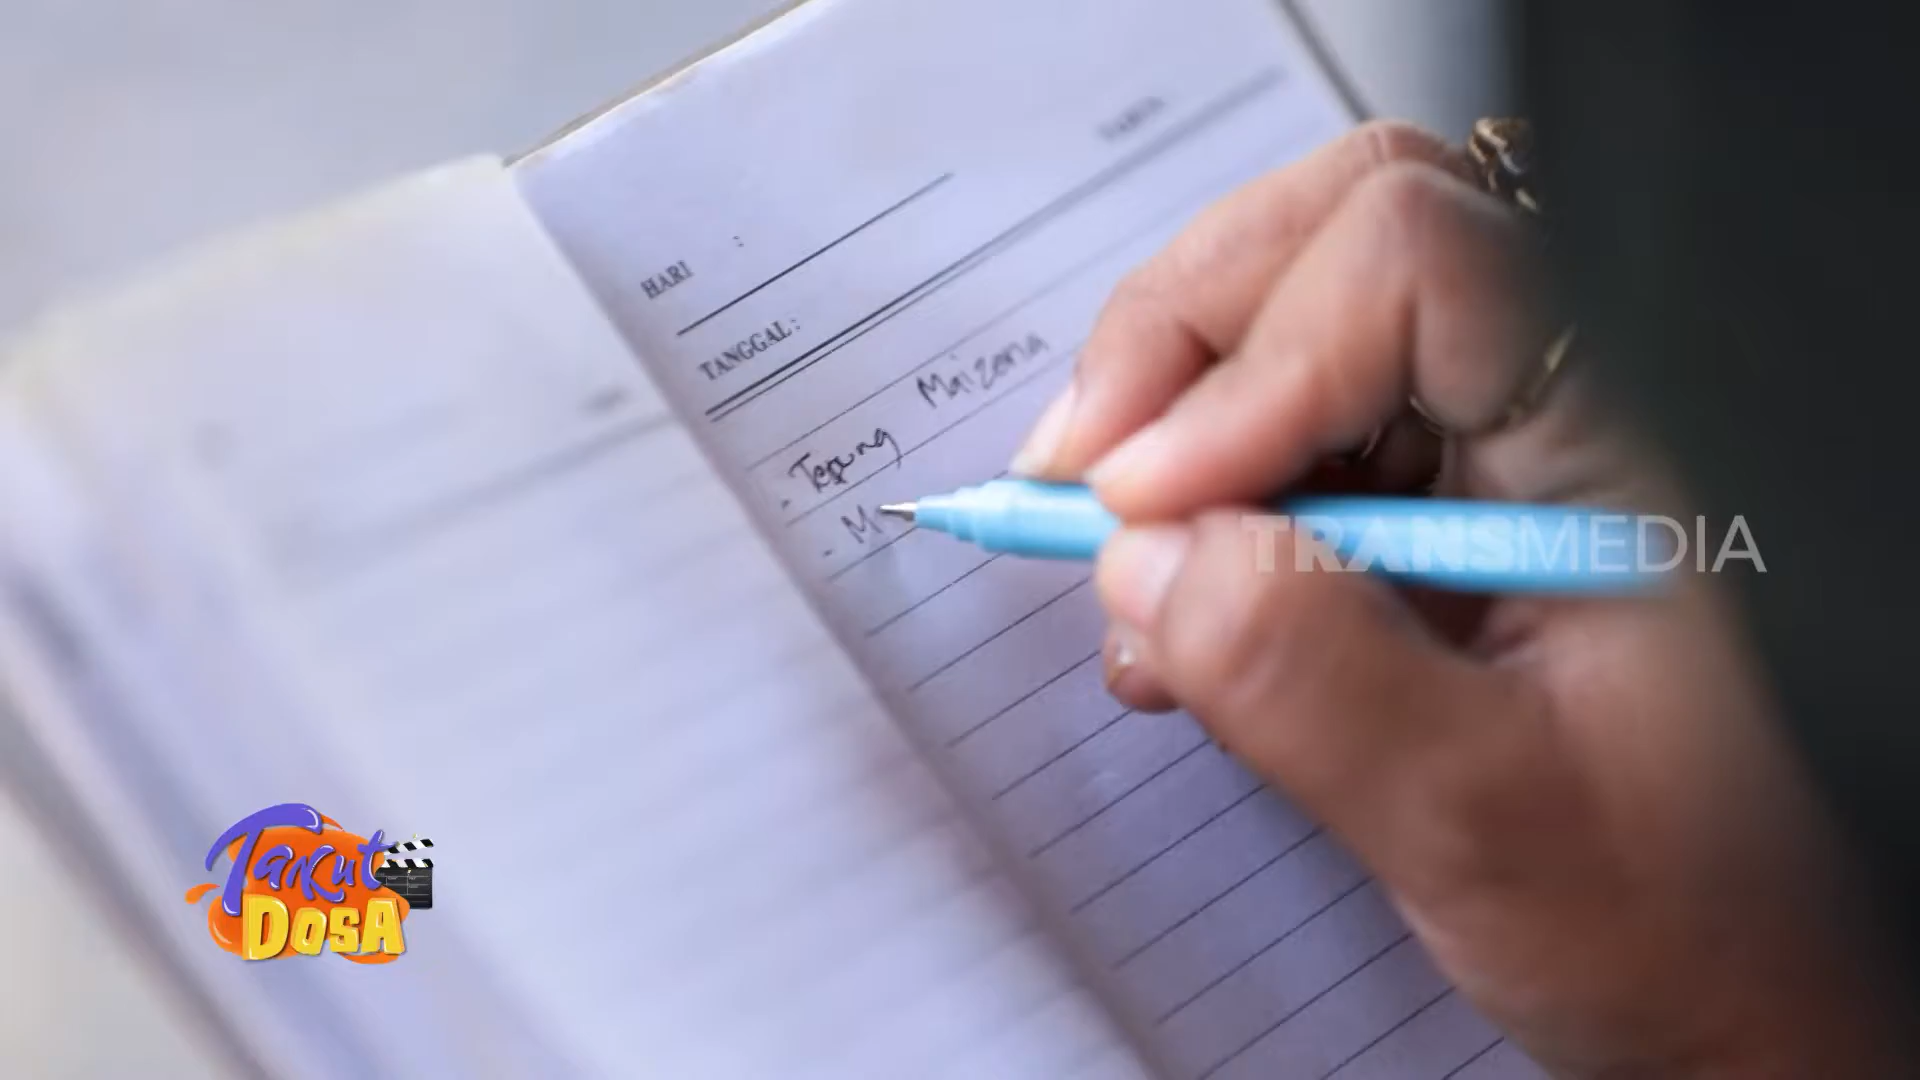 HARI :
TANGGAL:
- Tepung Maizena
- M
TRANSMEDIA
Takut
DOSA